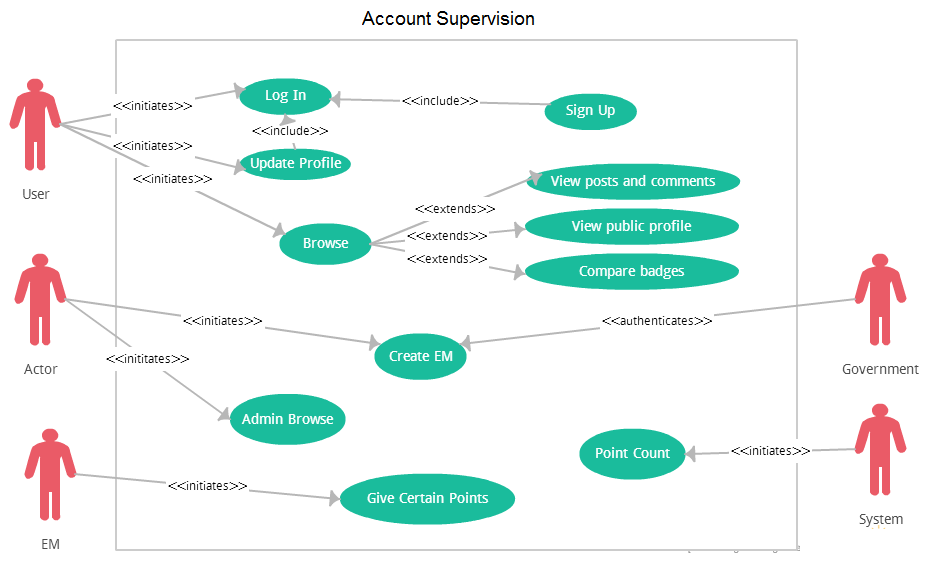 Account Supervision
Log In
<<initiates>>
<<include>>
Sign Up
<<include>>
<<initiates>>
Update Profile
User
<<initiates>>
View posts and comments
<<extends>>
View public profile
Browse
<<extends>>
<<extends>>
Compare badges
<<initiates>>
<<authenticates>>
Actor
<<inititates>>
Create EM
Government
Admin Browse
Point Count
<<initiates>>
<<initiates>>
Give Certain Points
System
EM